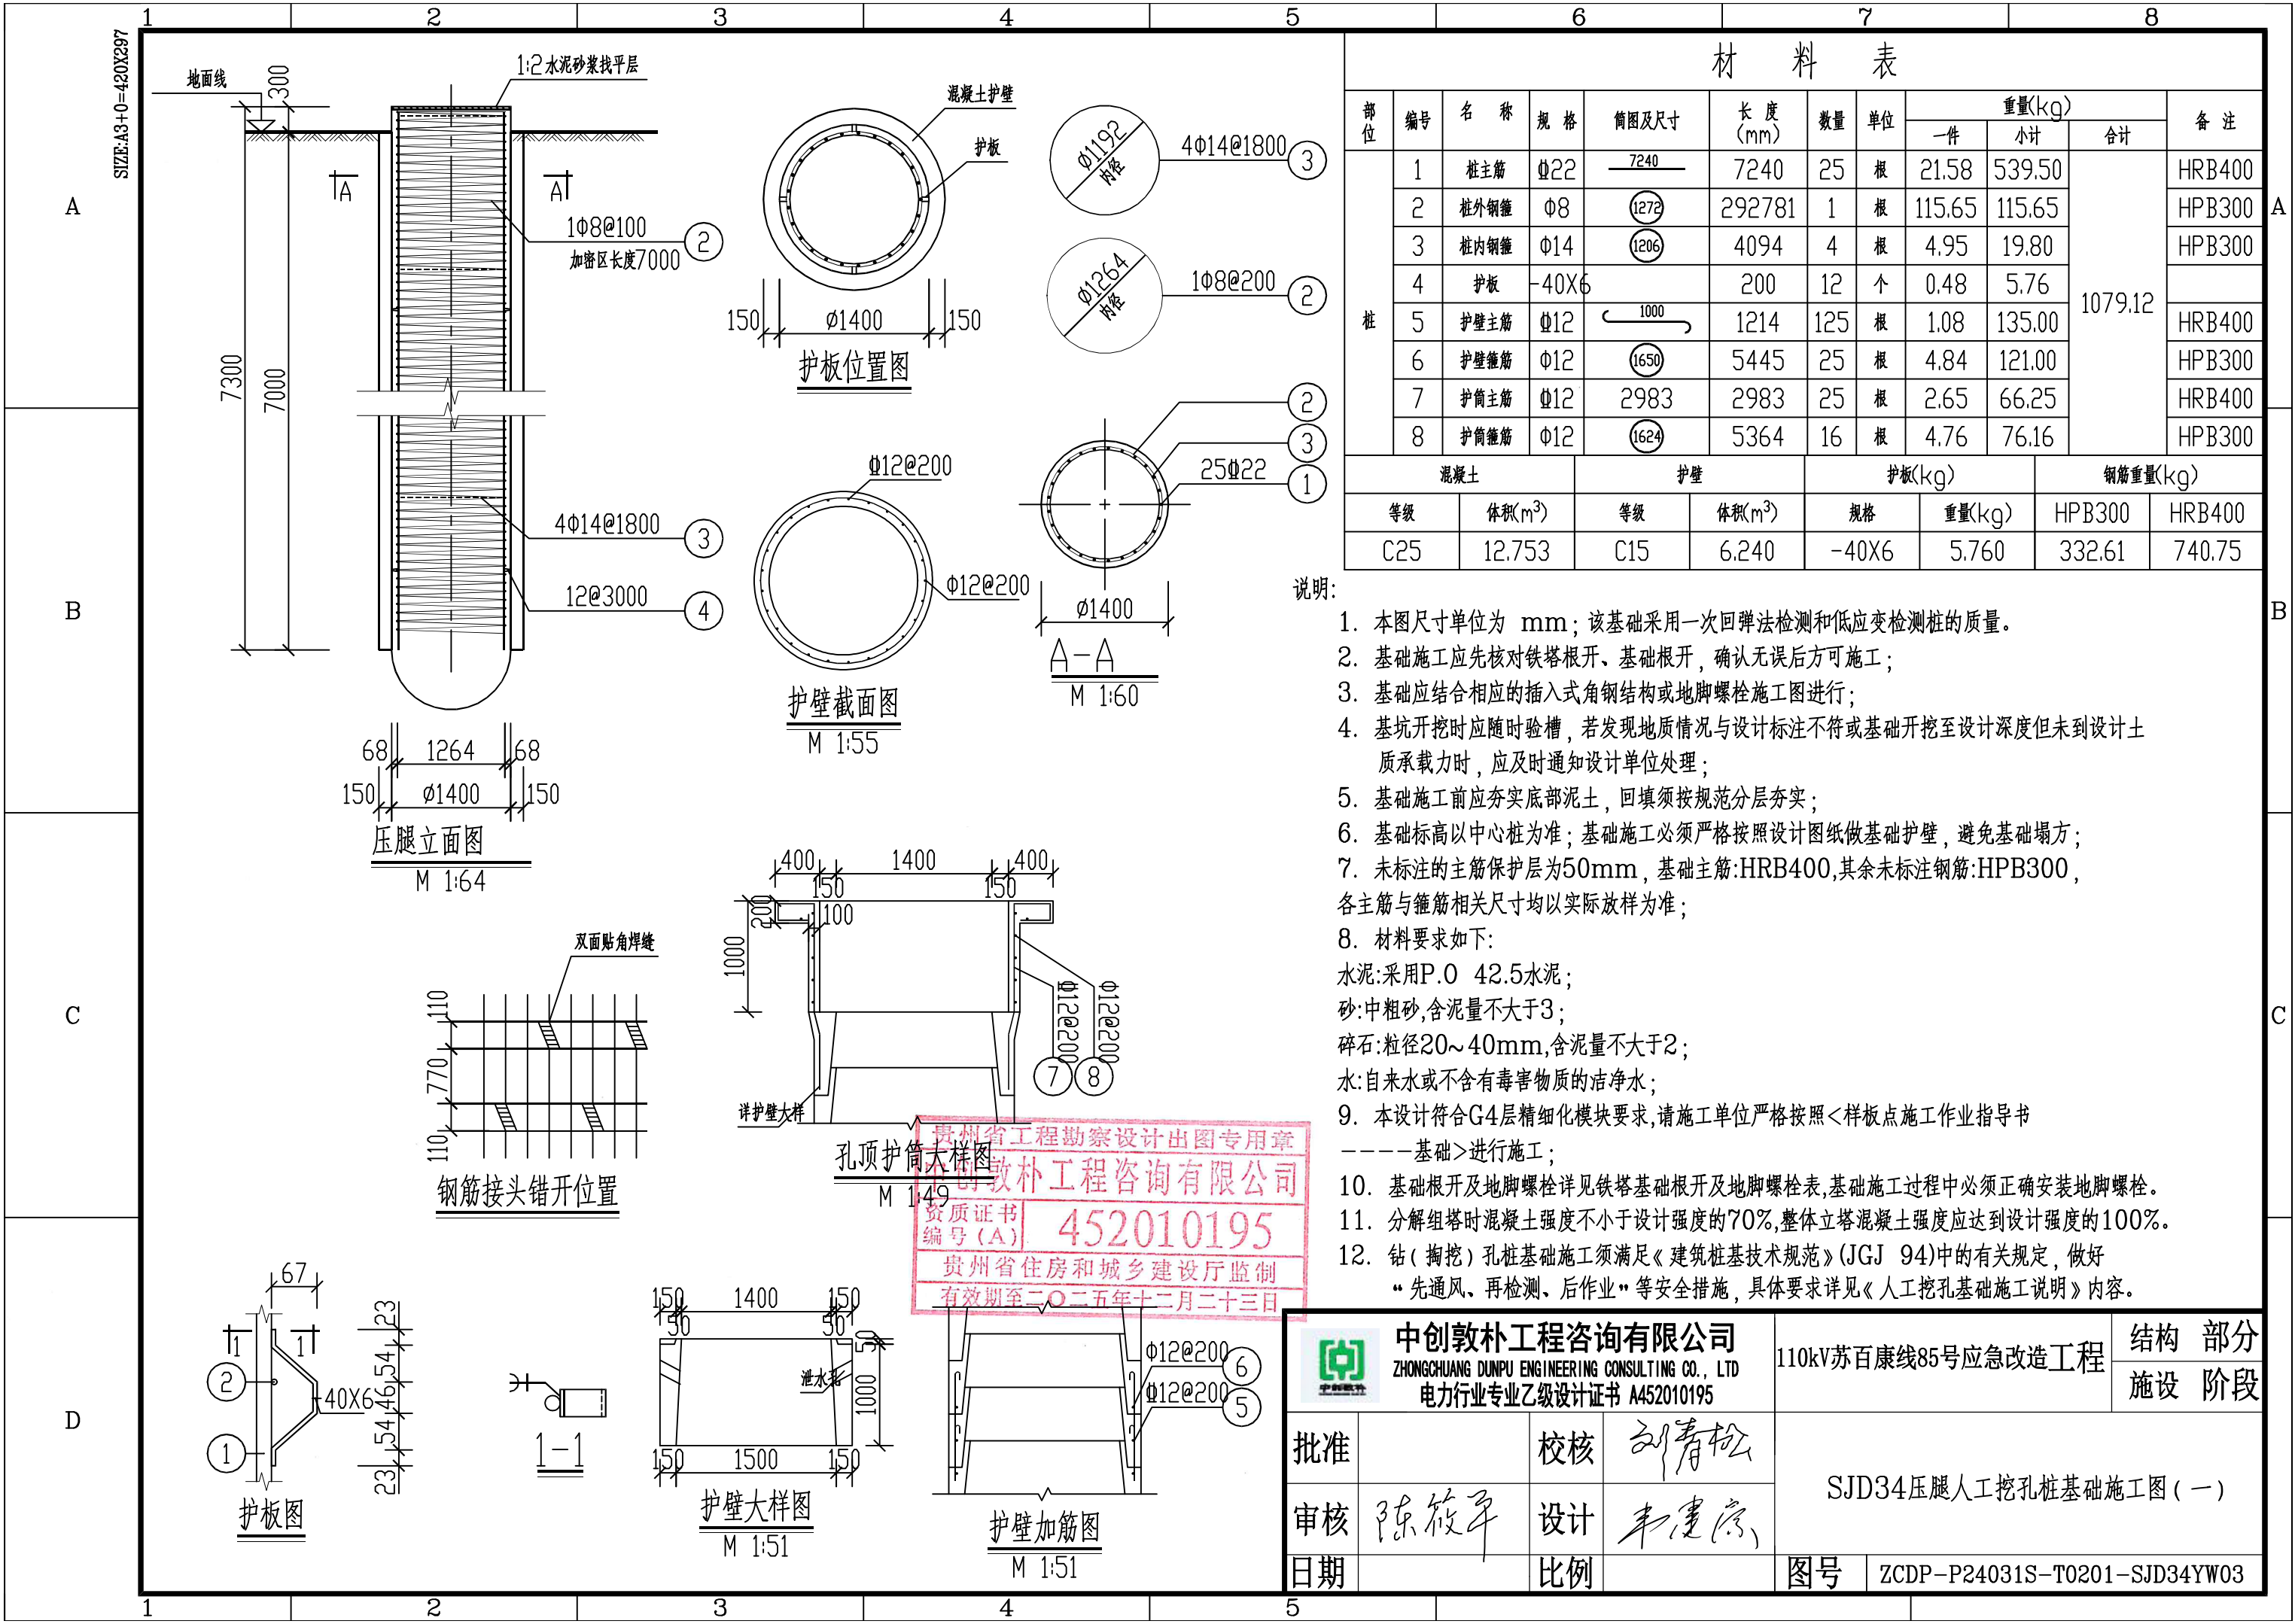 1 2 3 4 5 6 7 8
SIZE:A3+0=420X297
A
B
C
D
A
B
C
地面线
300
1:2水泥砂浆找平层
A A
1Φ8@100
加密区长度7000
2
7300
7000
4Φ14@1800
3
12@3000
4
68 1264 68
150 Ø1400 150
压腿立面图
M 1:64
混凝土护壁
护板
150 Ø1400 150
护板位置图
Ø1192
内径
4Φ14@1800
3
Ø1264
内径
1Φ8@200
2
Φ12@200
Φ12@200
护壁截面图
M 1:55
2
3
25Φ22
1
Ø1400
A-A
M 1:60
双面贴角焊缝
110
770
110
钢筋接头错开位置
400 1400 400
150 150
200
100
1000
Φ12@200
Φ12@200
7 8
详护壁大样
孔顶护筒大样图
M 1:49
67
1 1
2
1
40X6
23
54
46
54
23
护板图
1-1
150 1400 150
50 50
50
泄水孔
1000
150 1500 150
护壁大样图
M 1:51
Φ12@200
6
Φ12@200
5
护壁加筋图
M 1:51
贵州省工程勘察设计出图专用章
中创敦朴工程咨询有限公司
资质证书
编号(A)
452010195
贵州省住房和城乡建设厅监制
有效期至二〇二五年十二月二十三日
材 料 表
部位 编号 名 称 规 格 简图及尺寸 长 度(mm) 数量 单位 重量(kg) 备 注
一件 小计 合计
桩
1 桩主筋 Φ22 7240 7240 25 根 21.58 539.50 HRB400
2 桩外钢箍 Φ8 1272 292781 1 根 115.65 115.65 HPB300
3 桩内钢箍 Φ14 1206 4094 4 根 4.95 19.80 HPB300
4 护板 -40X6 200 12 个 0.48 5.76
1079.12
5 护壁主筋 Φ12 1000 1214 125 根 1.08 135.00 HRB400
6 护壁箍筋 Φ12 1650 5445 25 根 4.84 121.00 HPB300
7 护筒主筋 Φ12 2983 2983 25 根 2.65 66.25 HRB400
8 护筒箍筋 Φ12 1624 5364 16 根 4.76 76.16 HPB300
混凝土 护壁 护板(kg) 钢筋重量(kg)
等级 体积(m³) 等级 体积(m³) 规格 重量(kg) HPB300 HRB400
C25 12.753 C15 6.240 -40X6 5.760 332.61 740.75
说明:
1. 本图尺寸单位为 mm；该基础采用一次回弹法检测和低应变检测桩的质量。
2. 基础施工应先核对铁塔根开、基础根开，确认无误后方可施工；
3. 基础应结合相应的插入式角钢结构或地脚螺栓施工图进行；
4. 基坑开挖时应随时验槽，若发现地质情况与设计标注不符或基础开挖至设计深度但未到设计土
质承载力时，应及时通知设计单位处理；
5. 基础施工前应夯实底部泥土，回填须按规范分层夯实；
6. 基础标高以中心桩为准；基础施工必须严格按照设计图纸做基础护壁，避免基础塌方；
7. 未标注的主筋保护层为50mm，基础主筋:HRB400,其余未标注钢筋:HPB300，
各主筋与箍筋相关尺寸均以实际放样为准；
8. 材料要求如下:
水泥:采用P.O 42.5水泥；
砂:中粗砂,含泥量不大于3；
碎石:粒径20~40mm,含泥量不大于2；
水:自来水或不含有毒害物质的洁净水；
9. 本设计符合G4层精细化模块要求,请施工单位严格按照<样板点施工作业指导书
----基础>进行施工；
10. 基础根开及地脚螺栓详见铁塔基础根开及地脚螺栓表,基础施工过程中必须正确安装地脚螺栓。
11. 分解组塔时混凝土强度不小于设计强度的70%,整体立塔混凝土强度应达到设计强度的100%。
12. 钻（掏挖）孔桩基础施工须满足《建筑桩基技术规范》(JGJ 94)中的有关规定，做好
“先通风、再检测、后作业”等安全措施，具体要求详见《人工挖孔基础施工说明》内容。
中创敦朴
中创敦朴工程咨询有限公司
ZHONGCHUANG DUNPU ENGINEERING CONSULTING CO., LTD
电力行业专业乙级设计证书 A452010195
110kV苏百康线85号应急改造工程
结构 部分
施设 阶段
批准 校核 刘青松
审核 陈筱平 设计
SJD34压腿人工挖孔桩基础施工图(一)
日期 比例 图号 ZCDP-P24031S-T0201-SJD34YW03
1 2 3 4 5